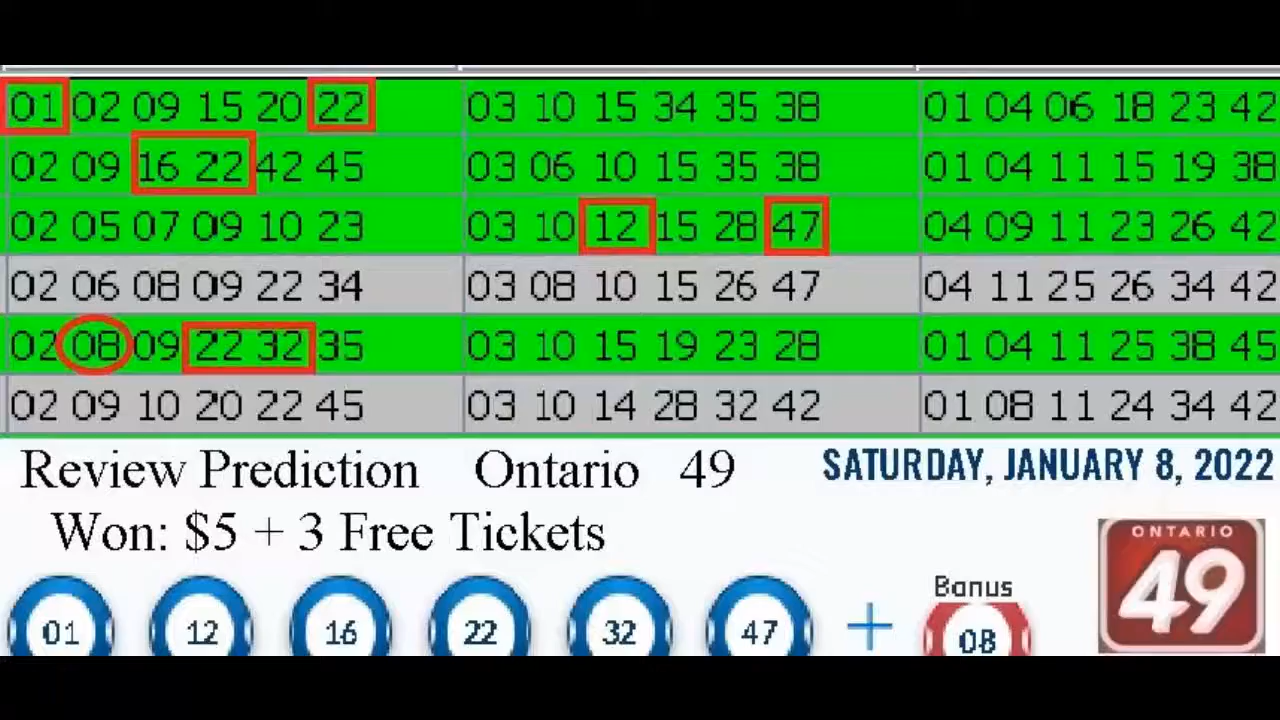 01 02 09 15 20 22 03 10 15 34 35 38 01 04 06 18 23 42
02 09 16 22 42 45 03 06 10 15 35 38 01 04 11 15 19 38
02 05 07 09 10 23 03 10 12 15 28 47 04 09 11 23 26 42
02 06 08 09 22 34 03 08 10 15 26 47 04 11 25 26 34 42
02 08 09 22 32 35 03 10 15 19 23 28 01 04 11 25 38 45
02 09 10 20 22 45 03 10 14 28 32 42 01 08 11 24 34 42
Review Prediction Ontario 49 SATURDAY, JANUARY 8, 2022
Won: $5 + 3 Free Tickets
ONTARIO
49
Bonus
01 12 16 22 32 47 + 08